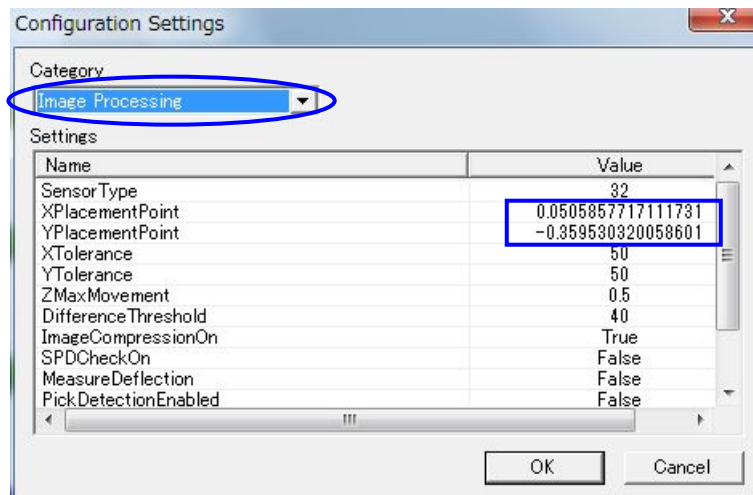 Configuration Settings
Category
Image Processing
Settings
Name Value
SensorType 32
XPlacementPoint 0.0505857717111731
YPlacementPoint -0.359530320058601
XTolerance 50
YTolerance 50
ZMaxMovement 0.5
DifferenceThreshold 40
ImageCompressionOn True
SPDCheckOn False
MeasureDeflection False
PickDetectionEnabled False
OK Cancel